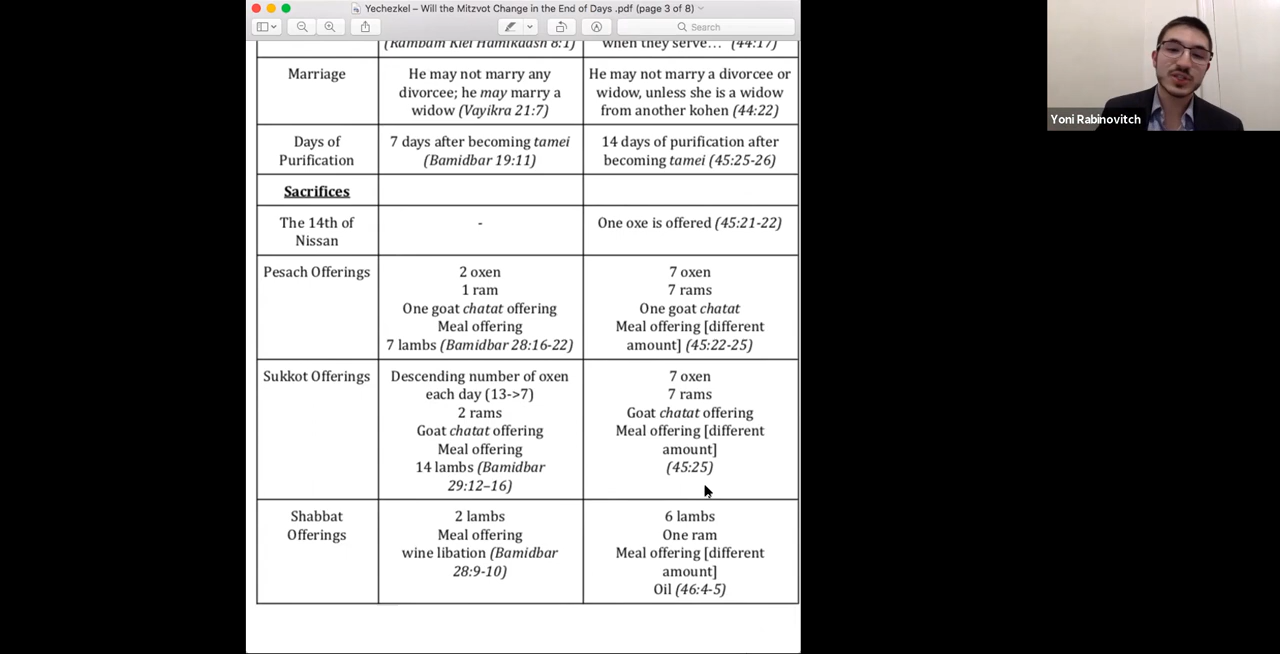 Yechezkel – Will the Mitzvot Change in the End of Days .pdf (page 3 of 8)
Search
(Rambam Klei Hamikdash 8:1)
when they serve… (44:17)
Marriage
He may not marry any
divorcee; he may marry a
widow (Vayikra 21:7)
He may not marry a divorcee or
widow, unless she is a widow
from another kohen (44:22)
Days of
Purification
7 days after becoming tamei
(Bamidbar 19:11)
14 days of purification after
becoming tamei (45:25-26)
Sacrifices
The 14th of
Nissan
-
One oxe is offered (45:21-22)
Pesach Offerings
2 oxen
1 ram
One goat chatat offering
Meal offering
7 lambs (Bamidbar 28:16-22)
7 oxen
7 rams
One goat chatat
Meal offering [different
amount] (45:22-25)
Sukkot Offerings
Descending number of oxen
each day (13->7)
2 rams
Goat chatat offering
Meal offering
14 lambs (Bamidbar
29:12–16)
7 oxen
7 rams
Goat chatat offering
Meal offering [different
amount]
(45:25)
Shabbat
Offerings
2 lambs
Meal offering
wine libation (Bamidbar
28:9-10)
6 lambs
One ram
Meal offering [different
amount]
Oil (46:4-5)
Yoni Rabinovitch